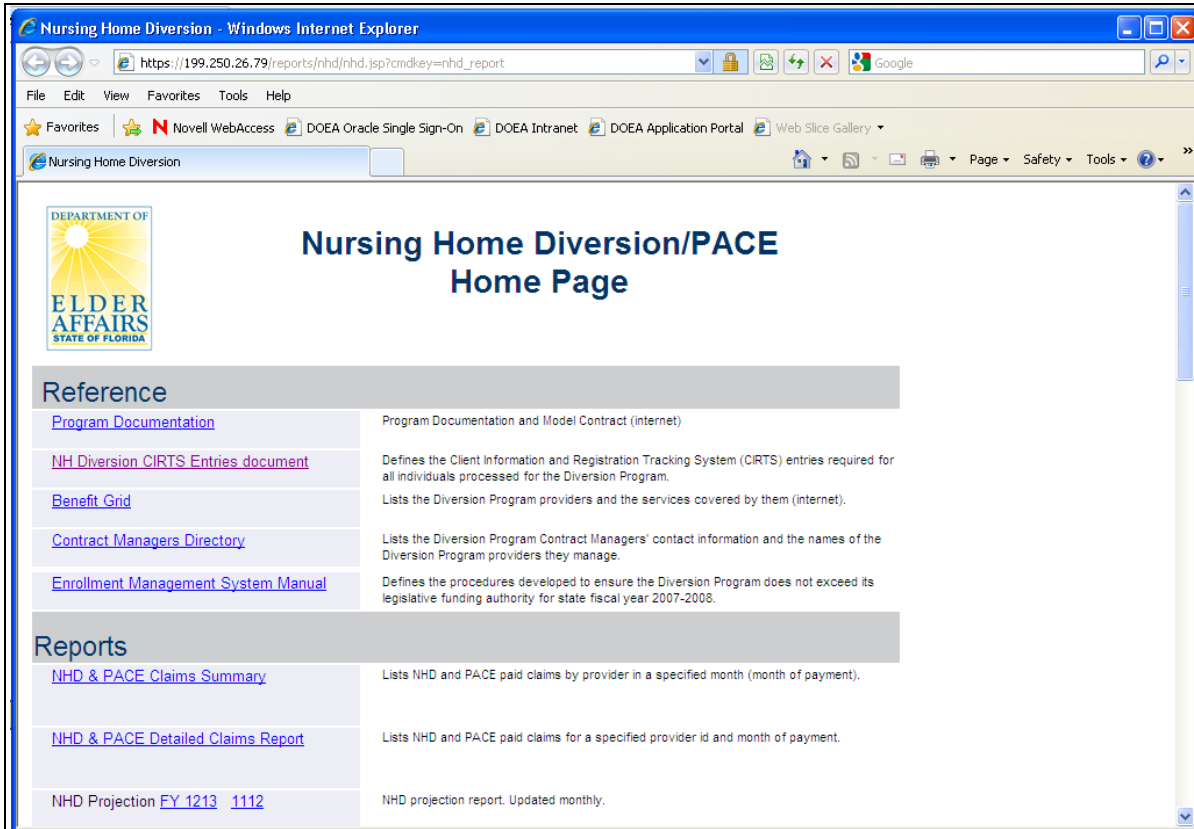 Nursing Home Diversion - Windows Internet Explorer
https://199.250.26.79/reports/nhd/nhd.jsp?cmdkey=nhd_report
Google
File Edit View Favorites Tools Help
Favorites Novell WebAccess DOEA Oracle Single Sign-On DOEA Intranet DOEA Application Portal Web Slice Gallery
Nursing Home Diversion
Page Safety Tools
DEPARTMENT OF
ELDER
AFFAIRS
STATE OF FLORIDA
Nursing Home Diversion/PACE
Home Page
Reference
Program Documentation
Program Documentation and Model Contract (internet)
NH Diversion CIRTS Entries document
Defines the Client Information and Registration Tracking System (CIRTS) entries required for
all individuals processed for the Diversion Program.
Benefit Grid
Lists the Diversion Program providers and the services covered by them (internet).
Contract Managers Directory
Lists the Diversion Program Contract Managers' contact information and the names of the
Diversion Program providers they manage.
Enrollment Management System Manual
Defines the procedures developed to ensure the Diversion Program does not exceed its
legislative funding authority for state fiscal year 2007-2008.
Reports
NHD & PACE Claims Summary
Lists NHD and PACE paid claims by provider in a specified month (month of payment).
NHD & PACE Detailed Claims Report
Lists NHD and PACE paid claims for a specified provider id and month of payment.
NHD Projection FY 1213 1112
NHD projection report. Updated monthly.